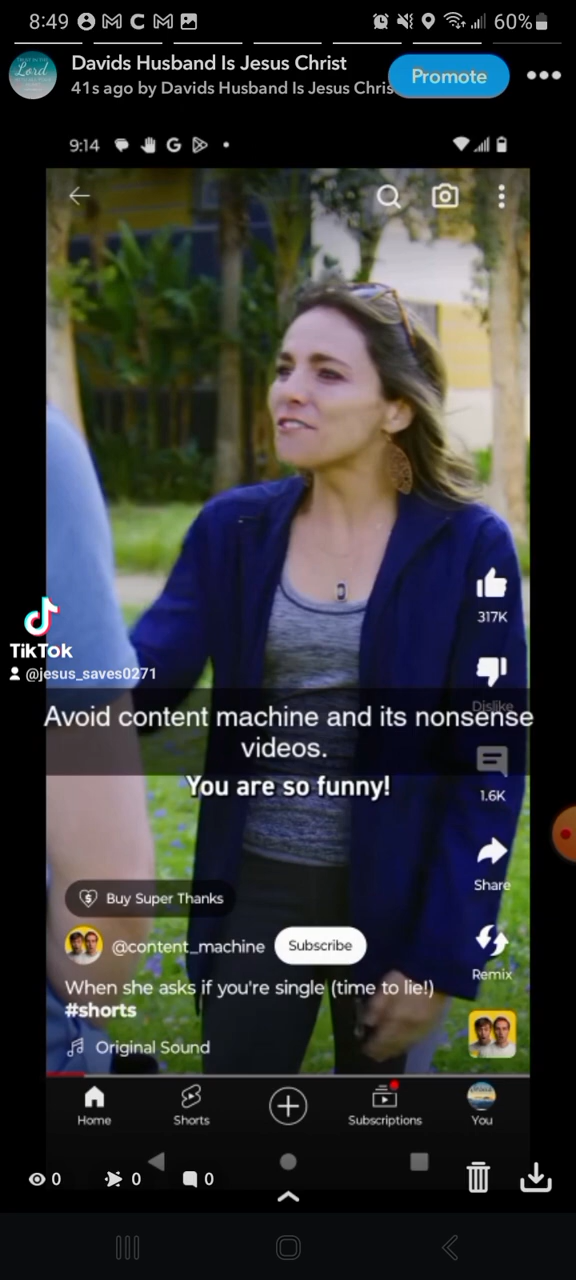 8:49
60%
Davids Husband Is Jesus Christ
41s ago by Davids Husband Is Jesus Chris
Promote
9:14
G
317K
TikTok
@jesus_saves0271
Dislike
Avoid content machine and its nonsense
videos.
You are so funny!
1.6K
Share
Buy Super Thanks
@content_machine
Subscribe
Remix
When she asks if you're single (time to lie!)
#shorts
Original Sound
Home
Shorts
Subscriptions
You
0
0
0